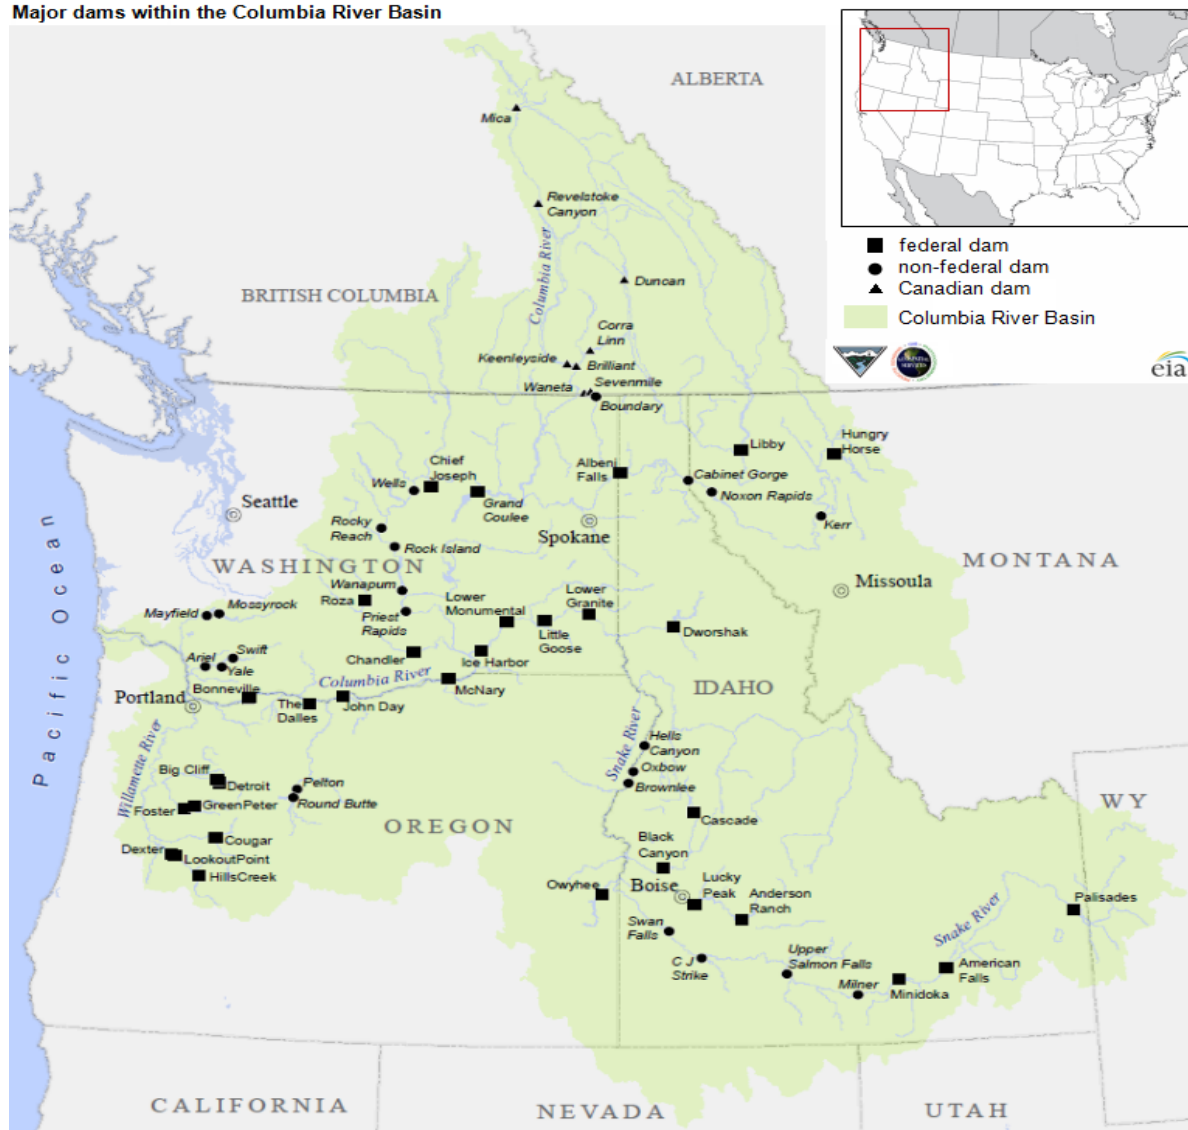 Major dams within the Columbia River Basin
ALBERTA
Mica
Revelstoke
Canyon
Columbia River
Duncan
BRITISH COLUMBIA
Corra
Linn
Keenleyside
Brilliant
Waneta
Sevenmile
Boundary
federal dam
non-federal dam
Canadian dam
Columbia River Basin
eia
Libby
Hungry
Horse
Chief
Joseph
Albeni
Falls
Cabinet Gorge
Wells
Noxon Rapids
Grand
Coulee
Seattle
Kerr
Rocky
Reach
Spokane
Rock Island
WASHINGTON
MONTANA
Missoula
Wanapum
Roza
Lower
Monumental
Lower
Granite
Mayfield
Mossyrock
Priest
Rapids
Little
Goose
Dworshak
Pacific Ocean
Swift
Ariel
Yale
Chandler
Ice Harbor
Columbia River
IDAHO
Portland
Bonneville
McNary
The
Dalles
John Day
Hells
Canyon
Snake River
Oxbow
Willamette River
Big Cliff
Detroit
Pelton
Brownlee
Foster
GreenPeter
Round Butte
WY
OREGON
Cascade
Cougar
Black
Canyon
Dexter
LookoutPoint
HillsCreek
Owyhee
Boise
Lucky
Peak
Anderson
Ranch
Palisades
Swan
Falls
Snake River
C J
Strike
Upper
Salmon Falls
American
Falls
Milner
Minidoka
CALIFORNIA
NEVADA
UTAH